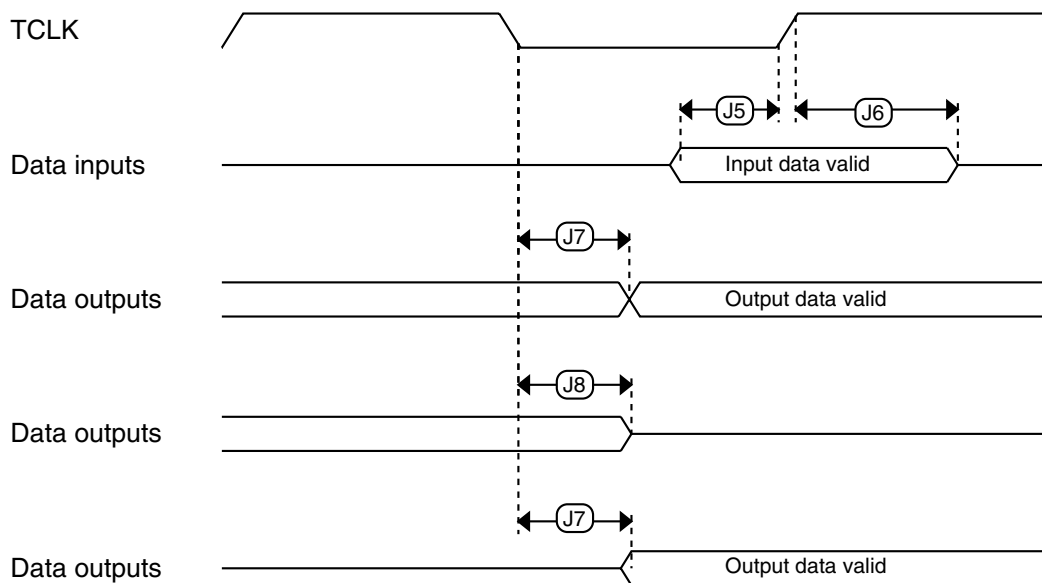 TCLK
J5
J6
Data inputs
Input data valid
J7
Data outputs
Output data valid
J8
Data outputs
J7
Data outputs
Output data valid